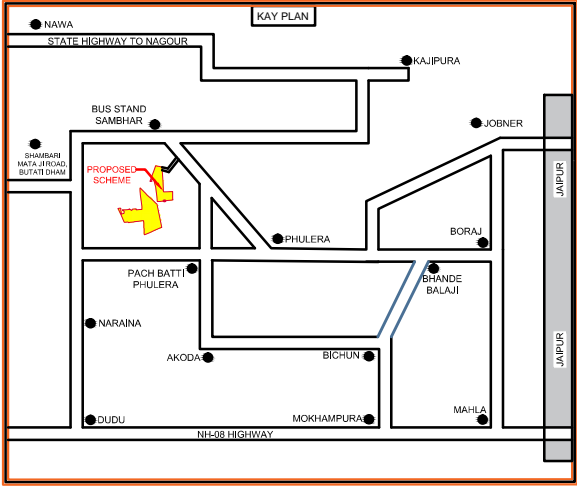 KAY PLAN
NAWA
STATE HIGHWAY TO NAGOUR
KAJIPURA
BUS STAND
SAMBHAR
JOBNER
SHAMBARI
MATA JI ROAD,
BUTATI DHAM
PROPOSED
SCHEME
JAIPUR
BORAJ
PHULERA
PACH BATTI
PHULERA
BHANDE
BALAJI
NARAINA
AKODA
BICHUN
JAIPUR
DUDU
MOKHAMPURA
MAHLA
NH-08 HIGHWAY